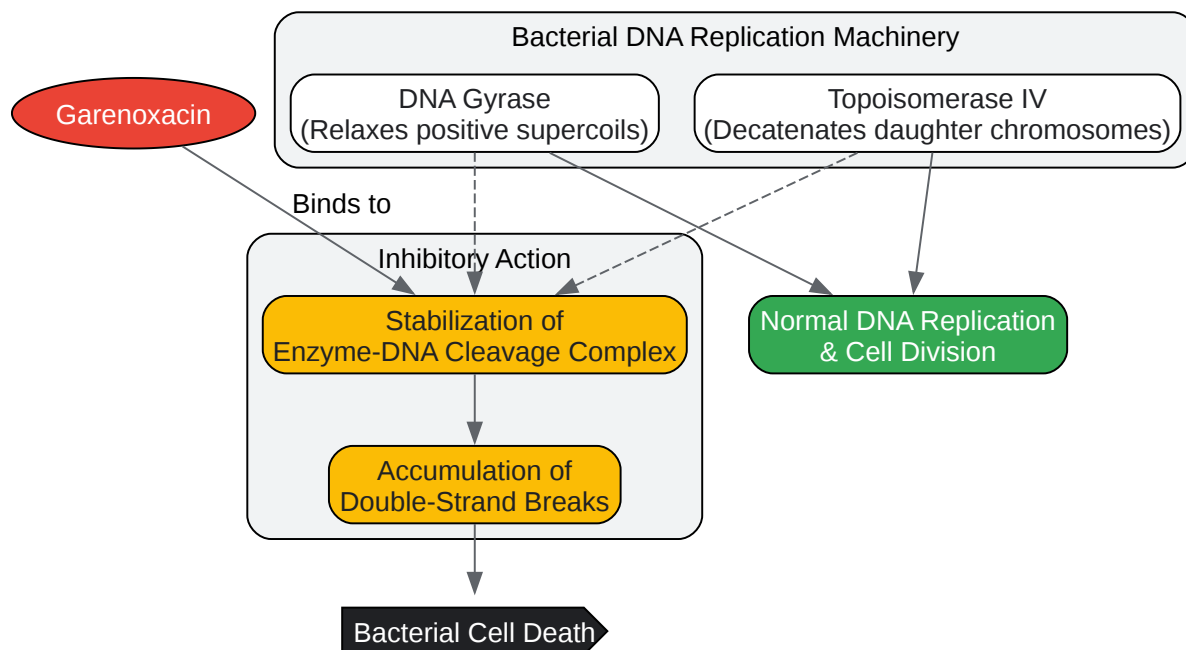 Bacterial DNA Replication Machinery
Garenoxacin
DNA Gyrase
(Relaxes positive supercoils)
Topoisomerase IV
(Decatenates daughter chromosomes)
Binds to
Inhibitory Action
Stabilization of
Enzyme-DNA Cleavage Complex
Normal DNA Replication
& Cell Division
Accumulation of
Double-Strand Breaks
Bacterial Cell Death